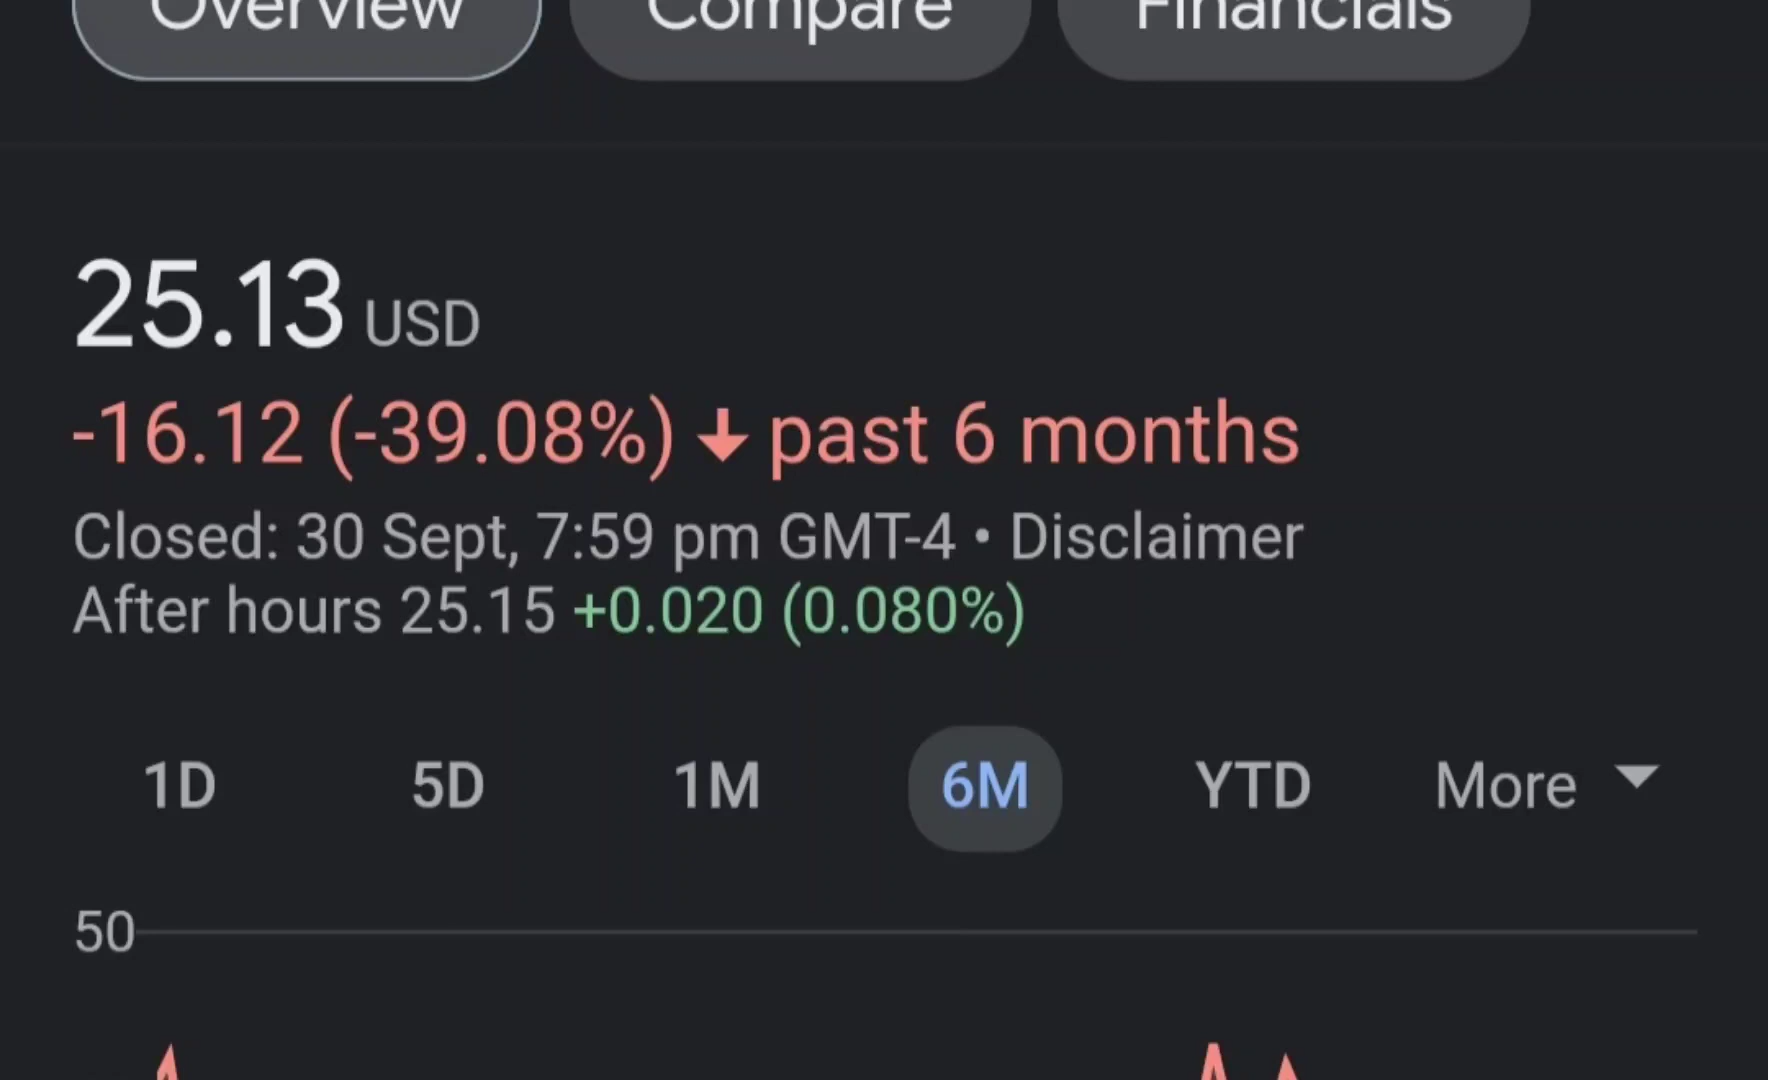 Overview Compare Financials
25.13 USD
-16.12 (-39.08%) ↓ past 6 months
Closed: 30 Sept, 7:59 pm GMT-4 • Disclaimer
After hours 25.15 +0.020 (0.080%)
1D 5D 1M 6M YTD More
50